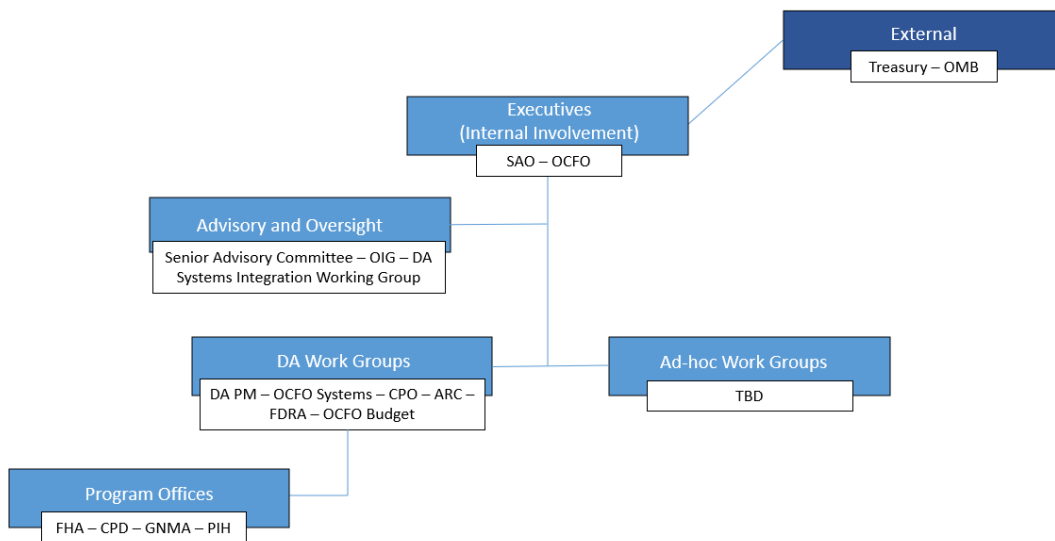 External
Treasury – OMB
Executives
(Internal Involvement)
SAO – OCFO
Advisory and Oversight
Senior Advisory Committee – OIG – DA
Systems Integration Working Group
DA Work Groups
DA PM – OCFO Systems – CPO – ARC –
FDRA – OCFO Budget
Ad-hoc Work Groups
TBD
Program Offices
FHA – CPD – GNMA – PIH